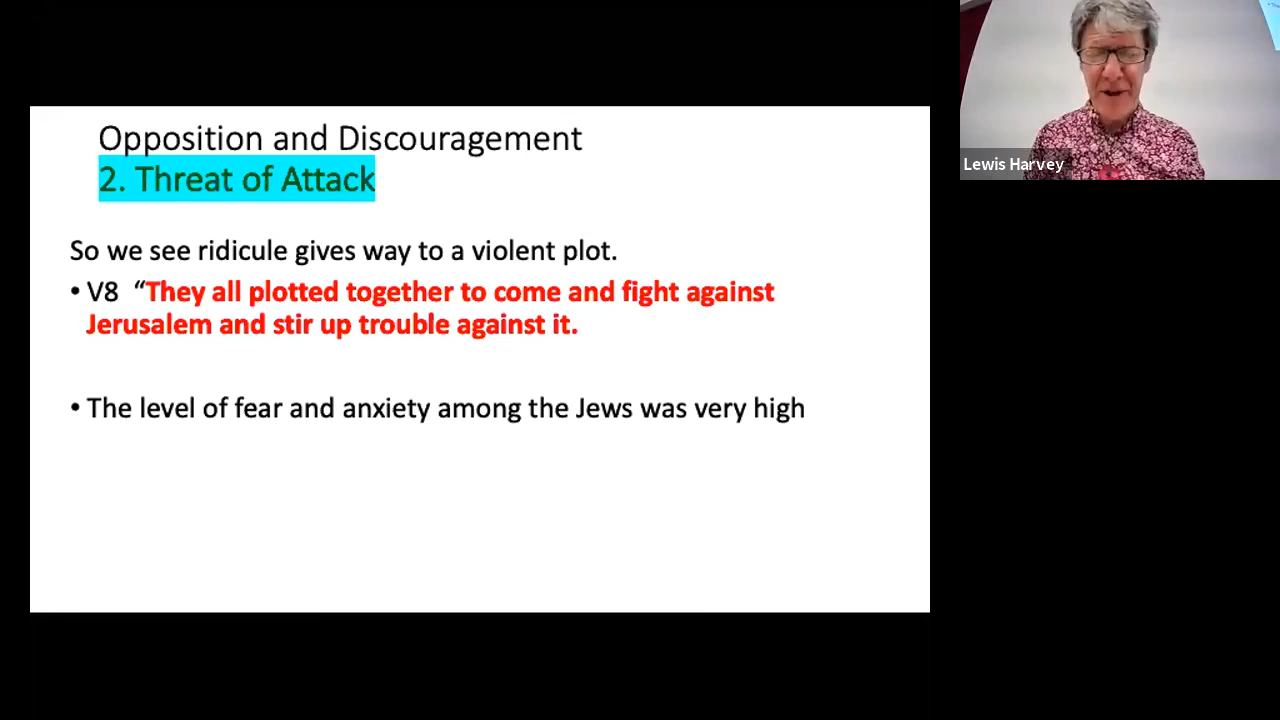 Opposition and Discouragement
2. Threat of Attack
So we see ridicule gives way to a violent plot.
• V8 “They all plotted together to come and fight against
Jerusalem and stir up trouble against it.
• The level of fear and anxiety among the Jews was very high
Lewis Harvey